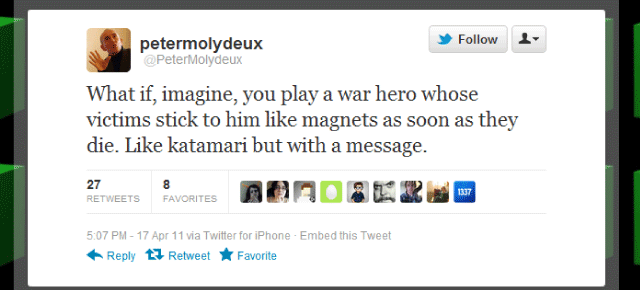 petermolydeux
@PeterMolydeux
Follow
What if, imagine, you play a war hero whose
victims stick to him like magnets as soon as they
die. Like katamari but with a message.
27
RETWEETS
8
FAVORITES
1337
5:07 PM - 17 Apr 11 via Twitter for iPhone · Embed this Tweet
Reply Retweet Favorite